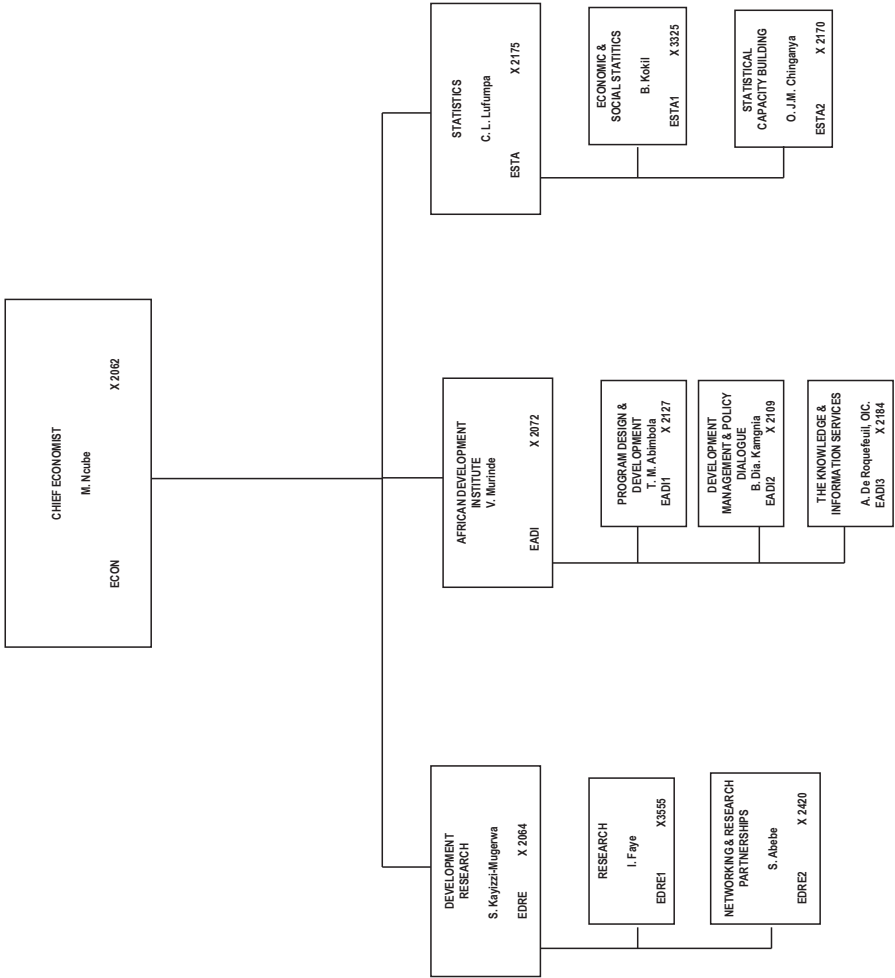 CHIEF ECONOMIST
M. Ncube
ECON X 2062
DEVELOPMENT
RESEARCH
S. Kayizzi-Mugerwa
EDRE X 2064
RESEARCH
I. Faye
EDRE1 X3555
NETWORKING & RESEARCH
PARTNERSHIPS
S. Abebe
EDRE2 X 2420
AFRICAN DEVELOPMENT
INSTITUTE
V. Murinde
EADI X 2072
PROGRAM DESIGN &
DEVELOPMENT
T. M. Abimbola
EADI1 X 2127
DEVELOPMENT
MANAGEMENT & POLICY
DIALOGUE
B. Dia. Kamgnia
EADI2 X 2109
THE KNOWLEDGE &
INFORMATION SERVICES
A. De Roquefeuil, OIC.
EADI3 X 2184
STATISTICS
C. L. Lufumpa
ESTA X 2175
ECONOMIC &
SOCIAL STATITICS
B. Kokil
ESTA1 X 3325
STATISTICAL
CAPACITY BUILDING
O. J.M. Chinganya
ESTA2 X 2170